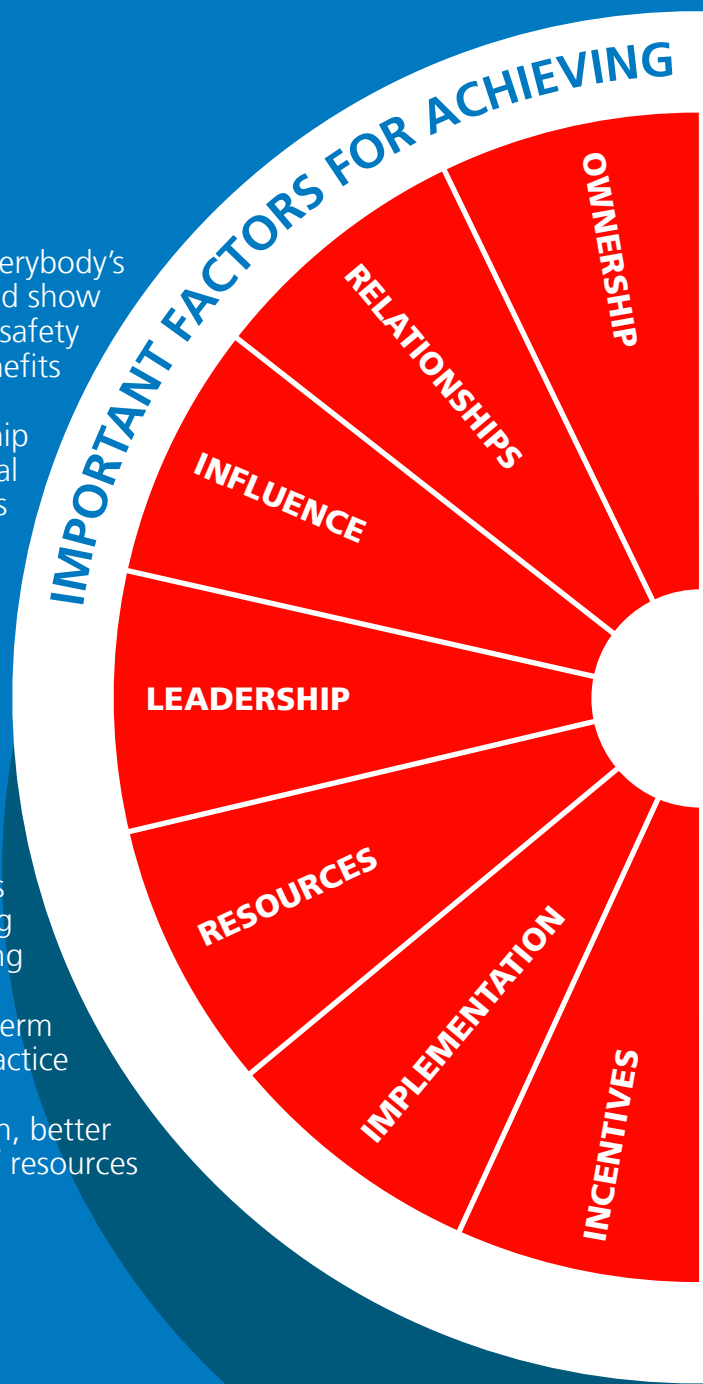 IMPORTANT FACTORS FOR ACHIEVING
OWNERSHIP
RELATIONSHIPS
INFLUENCE
LEADERSHIP
RESOURCES
IMPLEMENTATION
INCENTIVES
erybody's
d show
safety
nefits
ip
al
s
s
g
ng
erm
actice
n, better
resources